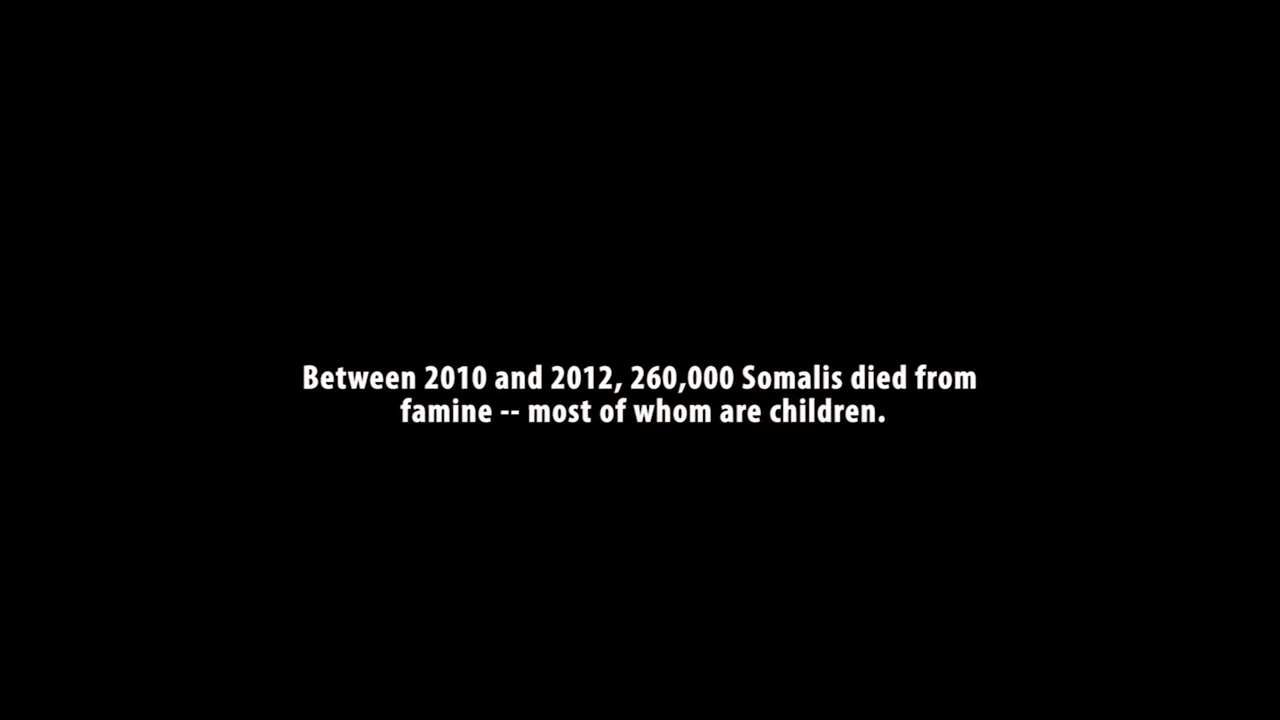 Between 2010 and 2012, 260,000 Somalis died from
famine -- most of whom are children.